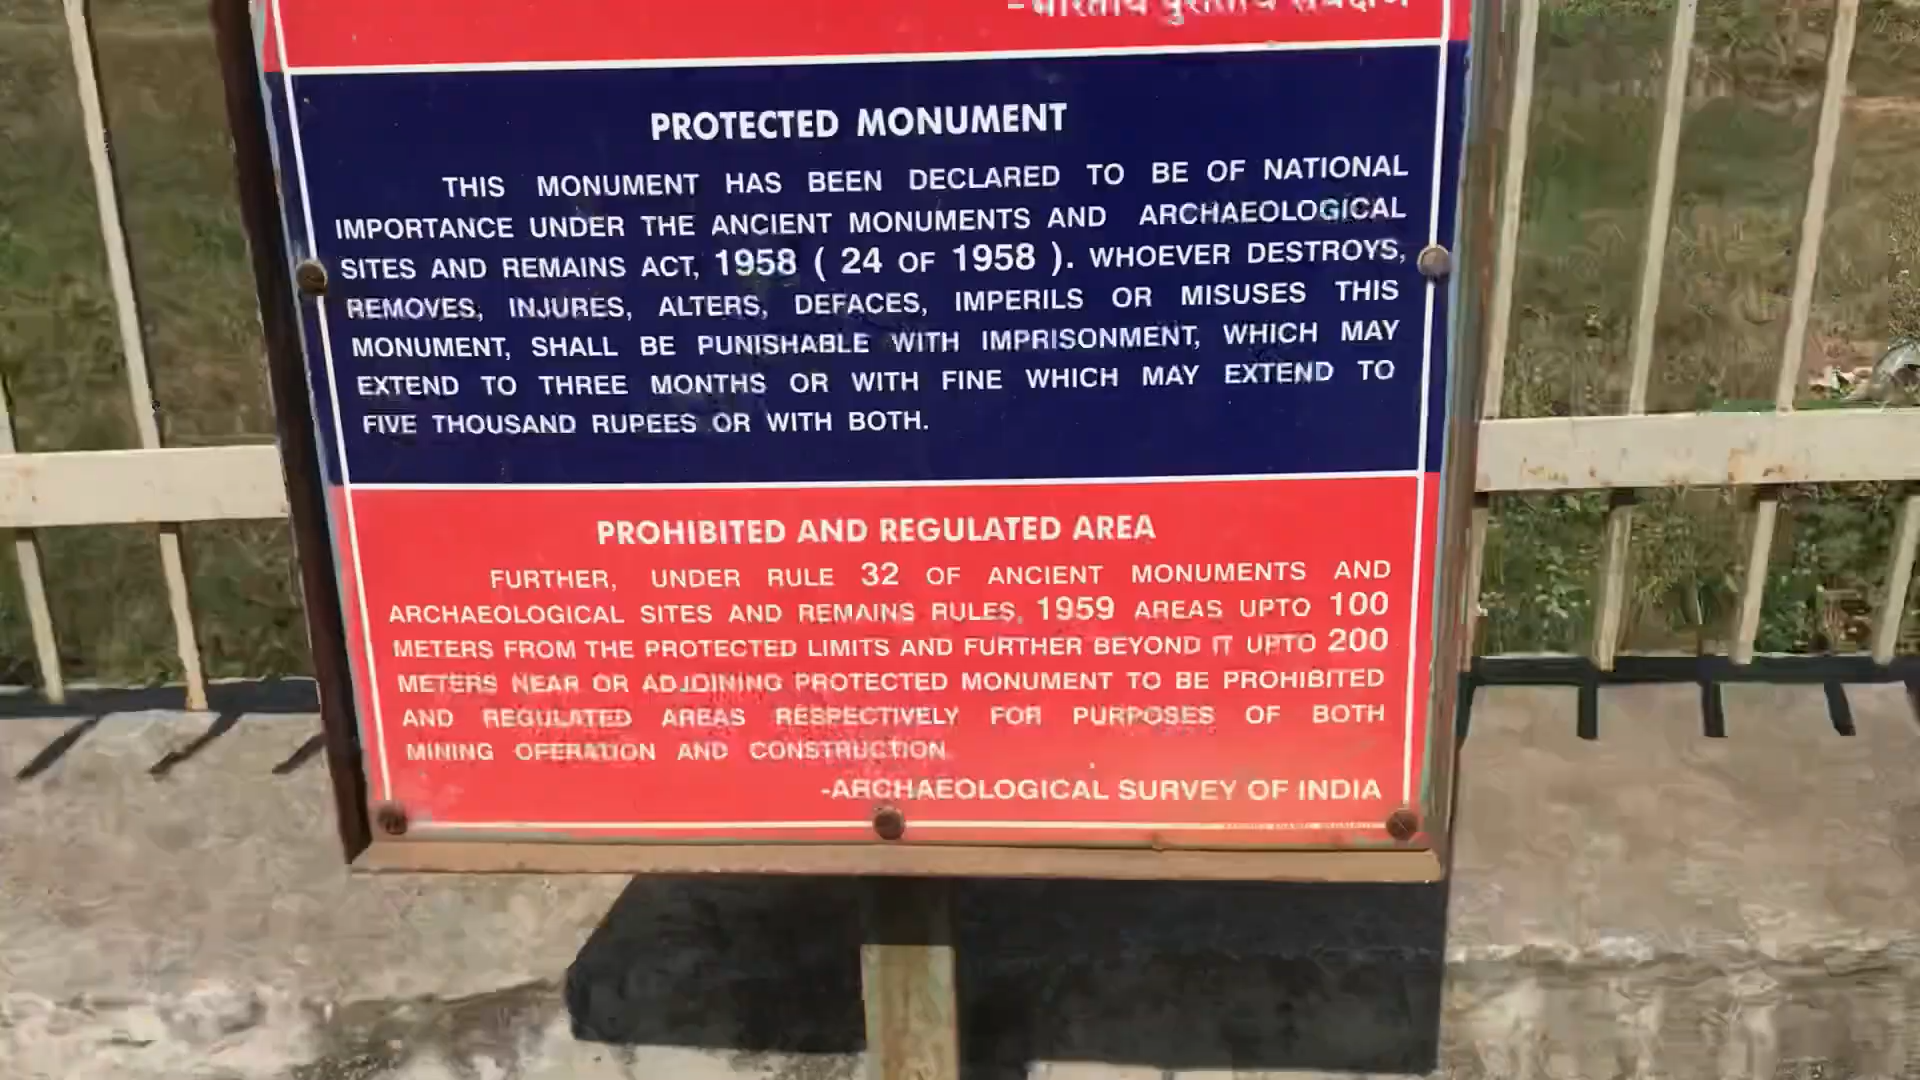 – भारतीय पुरातत्व सर्वेक्षण
PROTECTED MONUMENT
THIS MONUMENT HAS BEEN DECLARED TO BE OF NATIONAL
IMPORTANCE UNDER THE ANCIENT MONUMENTS AND ARCHAEOLOGICAL
SITES AND REMAINS ACT, 1958 ( 24 OF 1958 ). WHOEVER DESTROYS,
REMOVES, INJURES, ALTERS, DEFACES, IMPERILS OR MISUSES THIS
MONUMENT, SHALL BE PUNISHABLE WITH IMPRISONMENT, WHICH MAY
EXTEND TO THREE MONTHS OR WITH FINE WHICH MAY EXTEND TO
FIVE THOUSAND RUPEES OR WITH BOTH.
PROHIBITED AND REGULATED AREA
FURTHER, UNDER RULE 32 OF ANCIENT MONUMENTS AND
ARCHAEOLOGICAL SITES AND REMAINS RULES, 1959 AREAS UPTO 100
METERS FROM THE PROTECTED LIMITS AND FURTHER BEYOND IT UPTO 200
METERS NEAR OR ADJOINING PROTECTED MONUMENT TO BE PROHIBITED
AND REGULATED AREAS RESPECTIVELY FOR PURPOSES OF BOTH
MINING OPERATION AND CONSTRUCTION
-ARCHAEOLOGICAL SURVEY OF INDIA